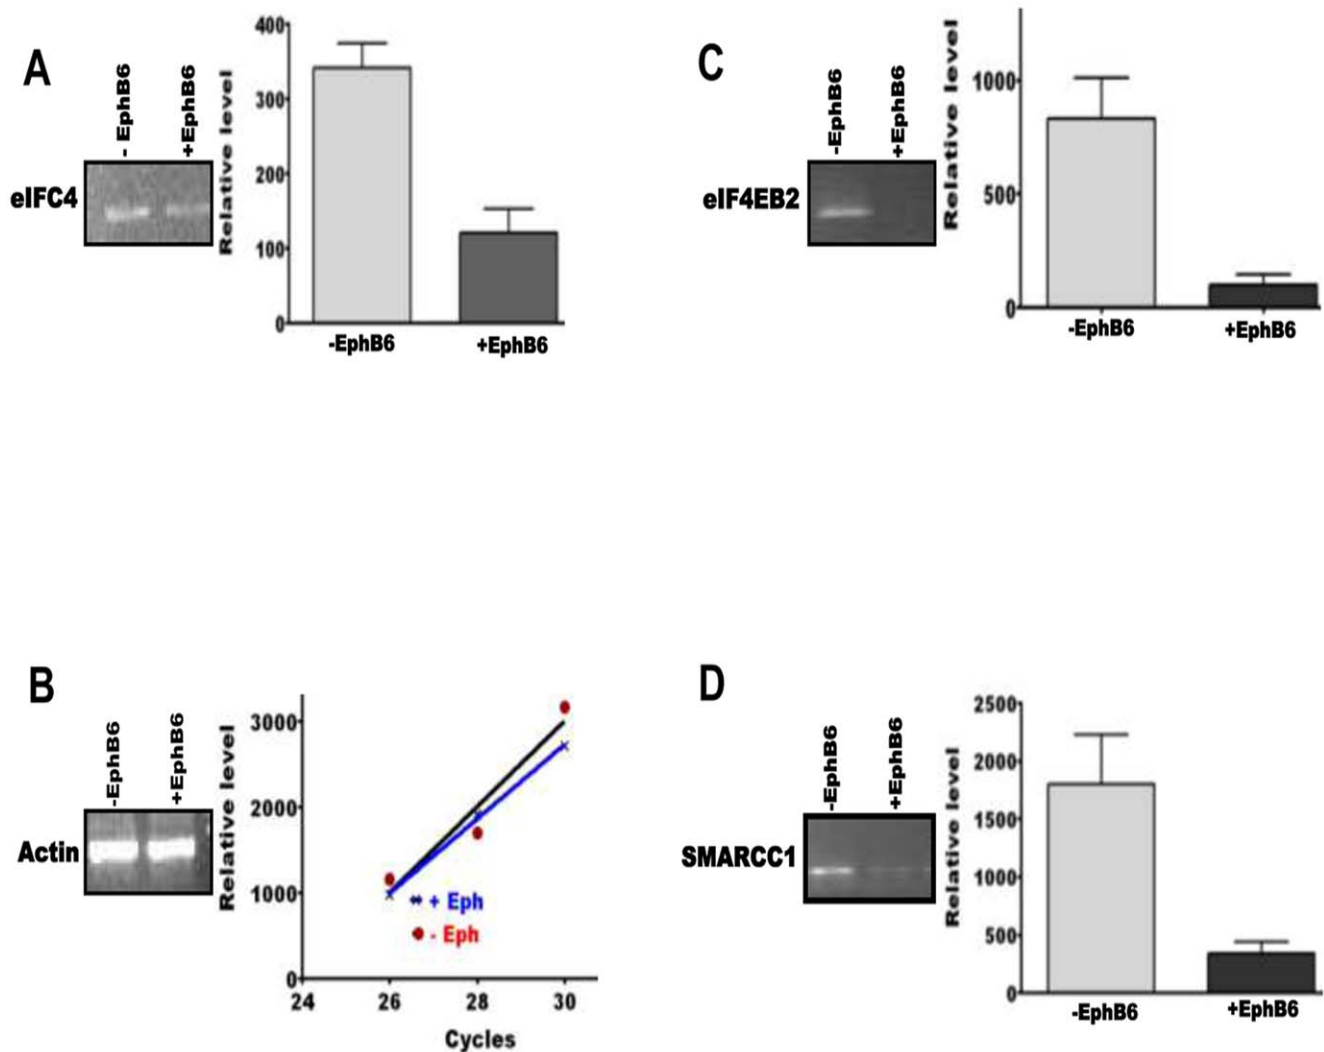 A
- EphB6
+EphB6
eIFC4
Relative level
400
300
200
100
0
-EphB6
+EphB6
C
-EphB6
+EphB6
eIF4EB2
Relative level
1000
500
0
-EphB6
+EphB6
B
-EphB6
+EphB6
Actin
Relative level
3000
2000
1000
0
+ Eph
- Eph
24 26 28 30
Cycles
D
-EphB6
+EphB6
SMARCC1
Relative level
2500
2000
1500
1000
500
0
-EphB6
+EphB6